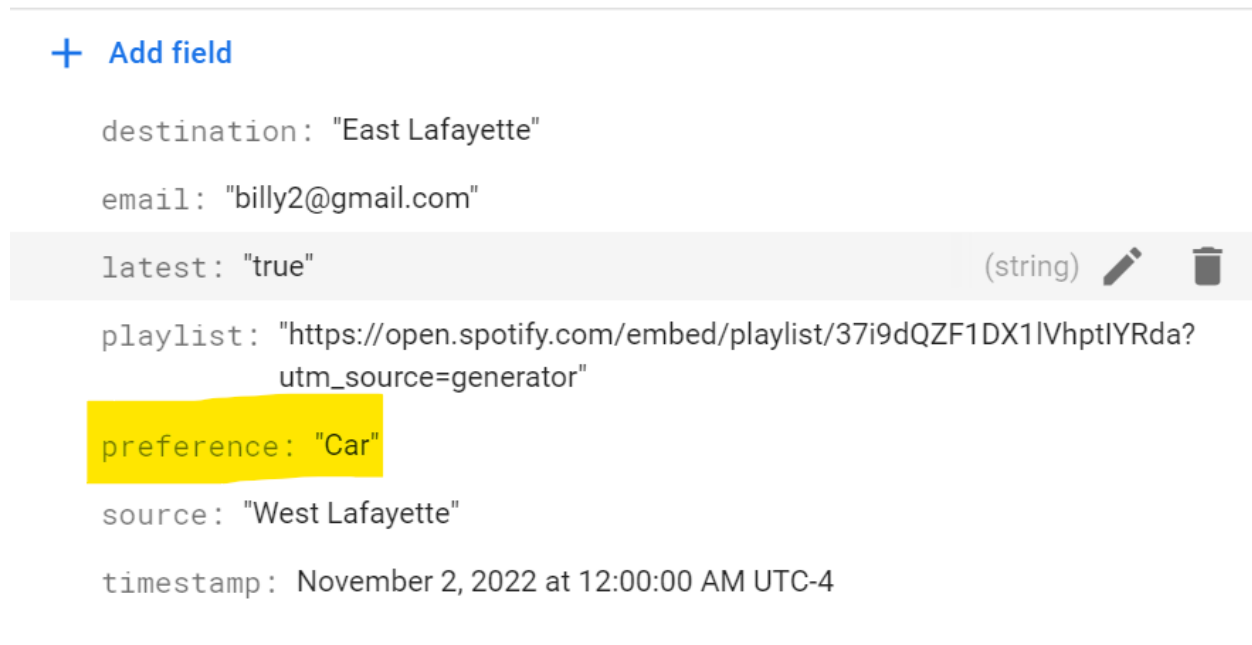 + Add field
destination: "East Lafayette"
email: "billy2@gmail.com"
latest: "true" (string)
playlist: "https://open.spotify.com/embed/playlist/37i9dQZF1DX1lVhptIYRda?
utm_source=generator"
preference: "Car"
source: "West Lafayette"
timestamp: November 2, 2022 at 12:00:00 AM UTC-4